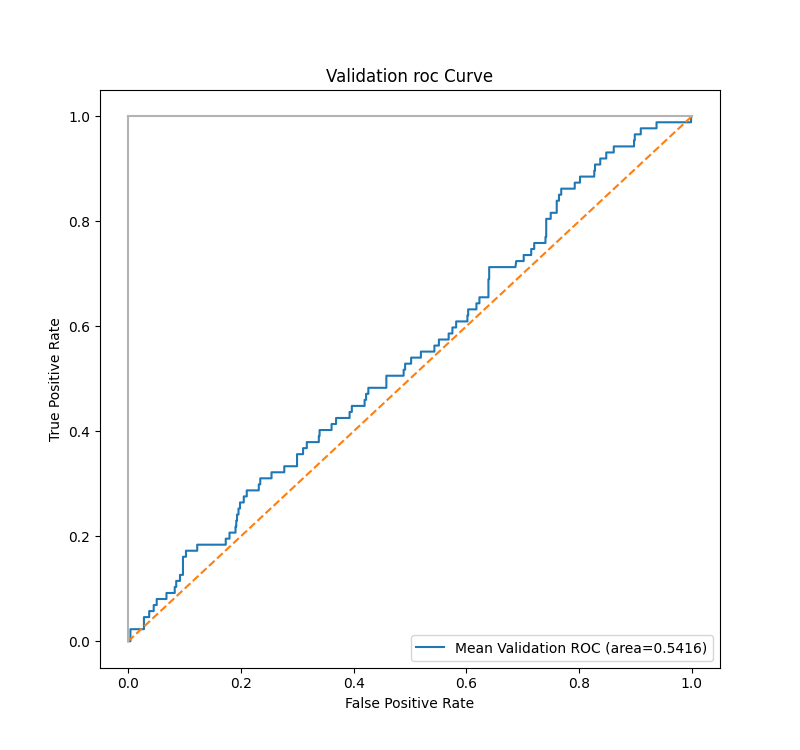 Validation roc Curve
1.0
0.8
0.6
0.4
0.2
0.0
True Positive Rate
Mean Validation ROC (area=0.5416)
0.0 0.2 0.4 0.6 0.8 1.0
False Positive Rate